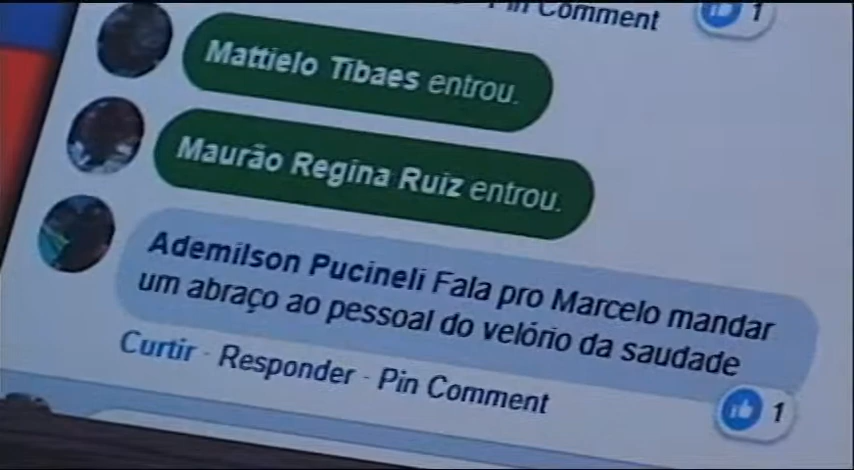 Pin Comment
1
Mattielo Tibaes entrou.
Maurão Regina Ruiz entrou.
Ademilson Pucineli Fala pro Marcelo mandar
um abraço ao pessoal do velório da saudade
Curtir · Responder · Pin Comment
1